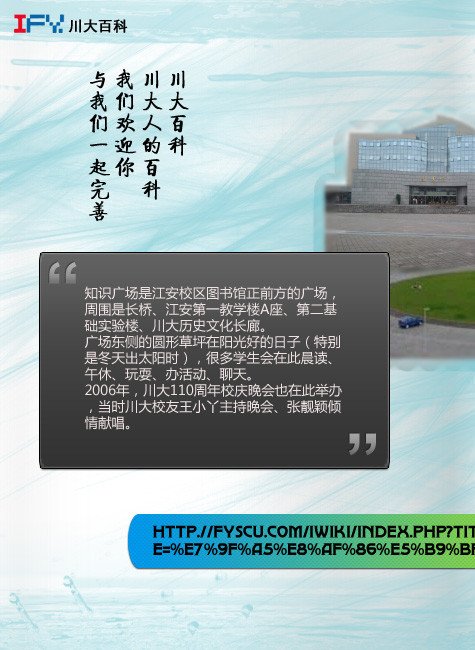 IFY 川大百科
川大百科
川大人的百科
我们欢迎你
与我们一起完善
知识广场是江安校区图书馆正前方的广场，
周围是长桥、江安第一教学楼A座、第二基
础实验楼、川大历史文化长廊。
广场东侧的圆形草坪在阳光好的日子（特别
是冬天出太阳时），很多学生会在此晨读、
午休、玩耍、办活动、聊天。
2006年，川大110周年校庆晚会也在此举办
，当时川大校友王小丫主持晚会、张靓颖倾
情献唱。
HTTP://FYSCU.COM/IWIKI/INDEX.PHP?TIT
E=%E7%9F%A5%E8%AF%86%E5%B9%BF